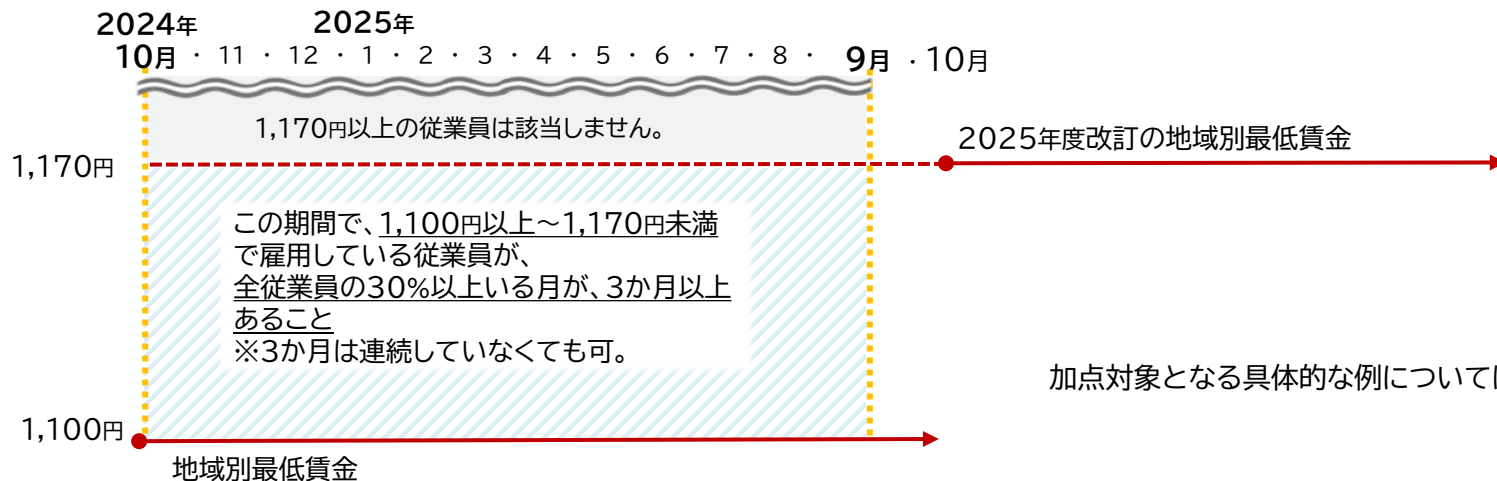 2024年 2025年
10月 ・ 11 ・ 12 ・ 1 ・ 2 ・ 3 ・ 4 ・ 5 ・ 6 ・ 7 ・ 8 ・ 9月 ・10月
1,170円以上の従業員は該当しません。
2025年度改訂の地域別最低賃金
1,170円
この期間で、1,100円以上～1,170円未満
で雇用している従業員が、
全従業員の30%以上いる月が、3か月以上
あること
※3か月は連続していなくても可。
加点対象となる具体的な例については
1,100円
地域別最低賃金